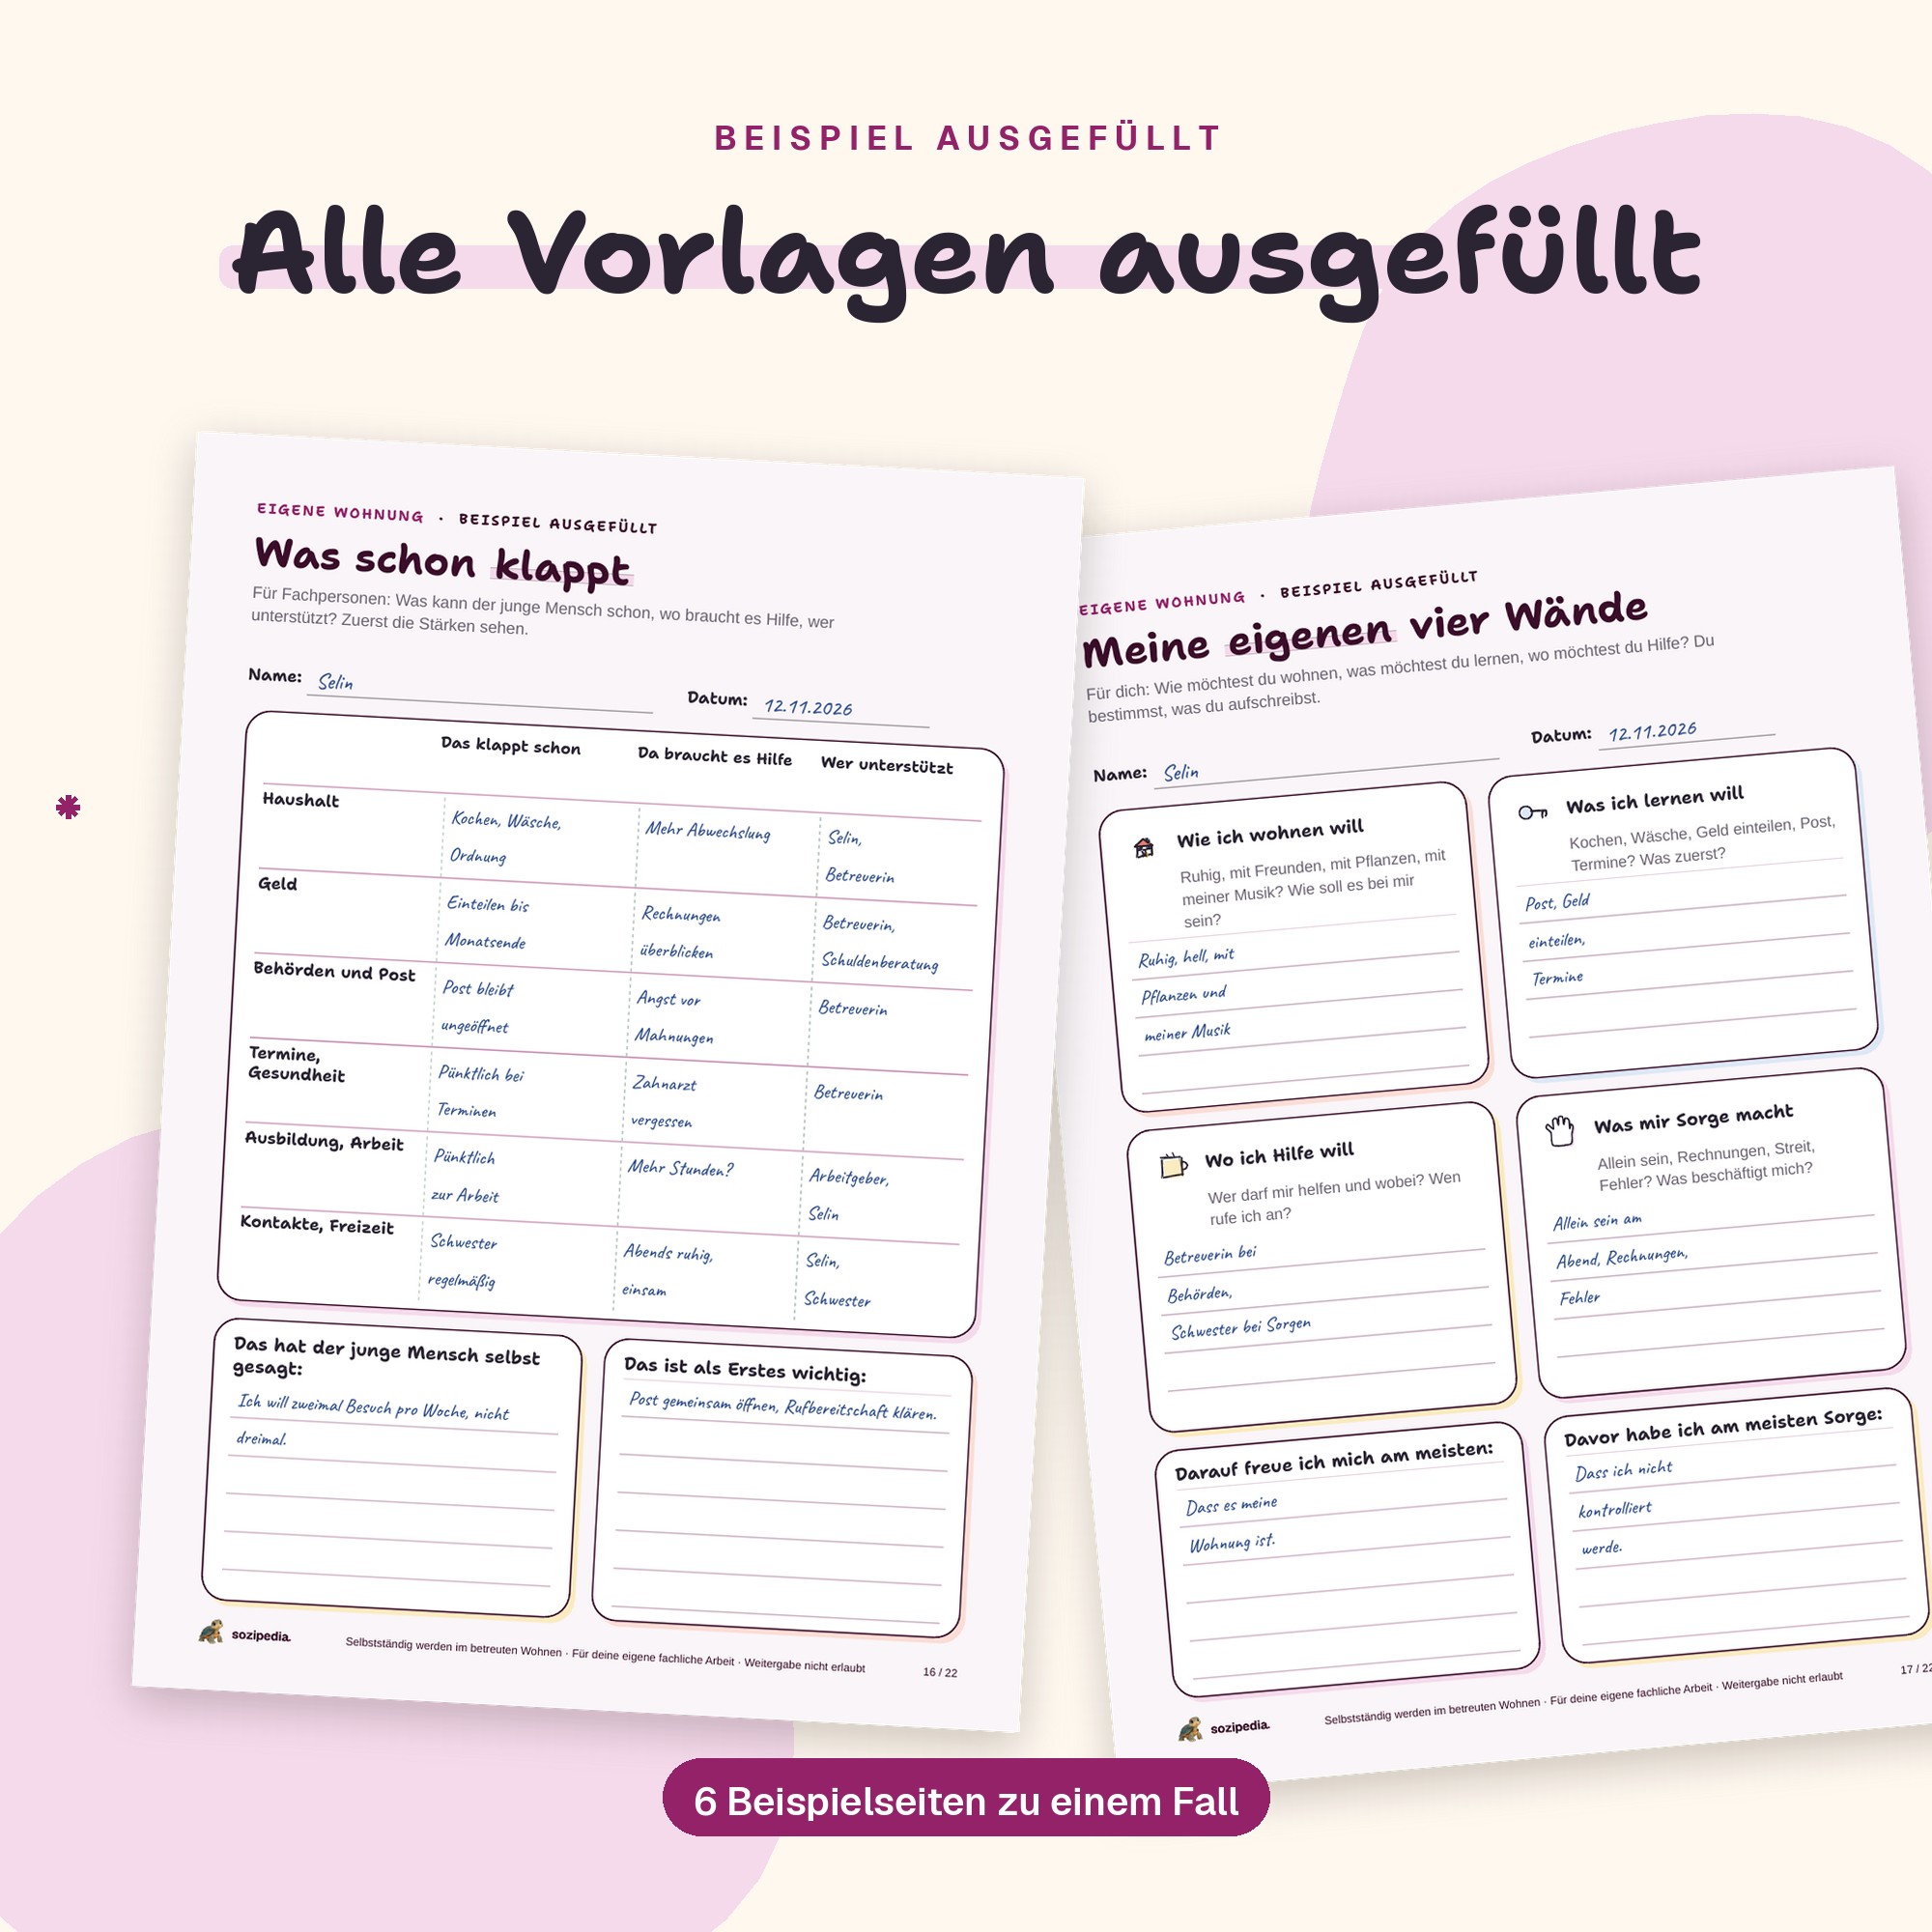 BEISPIEL AUSGEFÜLLT
Alle Vorlagen ausgefüllt
EIGENE WOHNUNG · BEISPIEL AUSGEFÜLLT
Was schon klappt
Für Fachpersonen: Was kann der junge Mensch schon, wo braucht es Hilfe, wer
unterstützt? Zuerst die Stärken sehen.
Name: Selin Datum: 12.11.2026
Das klappt schon Da braucht es Hilfe Wer unterstützt
Haushalt
Kochen, Wäsche,
Ordnung
Mehr Abwechslung
Selin,
Betreuerin
Geld
Einteilen bis
Monatsende
Rechnungen
überblicken
Betreuerin,
Schuldenberatung
Behörden und Post
Post bleibt
ungeöffnet
Angst vor
Mahnungen
Betreuerin
Termine,
Gesundheit
Pünktlich bei
Terminen
Zahnarzt
vergessen
Betreuerin
Ausbildung, Arbeit
Pünktlich
zur Arbeit
Mehr Stunden?
Arbeitgeber,
Selin
Kontakte, Freizeit
Schwester
regelmäßig
Abends ruhig,
einsam
Selin,
Schwester
Das hat der junge Mensch selbst
gesagt:
Ich will zweimal Besuch pro Woche, nicht
dreimal.
Das ist als Erstes wichtig:
Post gemeinsam öffnen, Rufbereitschaft klären.
sozipedia.
Selbstständig werden im betreuten Wohnen · Für deine eigene fachliche Arbeit · Weitergabe nicht erlaubt
16 / 22
EIGENE WOHNUNG · BEISPIEL AUSGEFÜLLT
Meine eigenen vier Wände
Für dich: Wie möchtest du wohnen, was möchtest du lernen, wo möchtest du Hilfe? Du
bestimmst, was du aufschreibst.
Name: Selin Datum: 12.11.2026
Wie ich wohnen will
Ruhig, mit Freunden, mit Pflanzen, mit
meiner Musik? Wie soll es bei mir
sein?
Ruhig, hell, mit
Pflanzen und
meiner Musik
Was ich lernen will
Kochen, Wäsche, Geld einteilen, Post,
Termine? Was zuerst?
Post, Geld
einteilen,
Termine
Wo ich Hilfe will
Wer darf mir helfen und wobei? Wen
rufe ich an?
Betreuerin bei
Behörden,
Schwester bei Sorgen
Was mir Sorge macht
Allein sein, Rechnungen, Streit,
Fehler? Was beschäftigt mich?
Allein sein am
Abend, Rechnungen,
Fehler
Darauf freue ich mich am meisten:
Dass es meine
Wohnung ist.
Davor habe ich am meisten Sorge:
Dass ich nicht
kontrolliert
werde.
sozipedia.
Selbstständig werden im betreuten Wohnen · Für deine eigene fachliche Arbeit · Weitergabe nicht erlaubt
17 / 22
6 Beispielseiten zu einem Fall